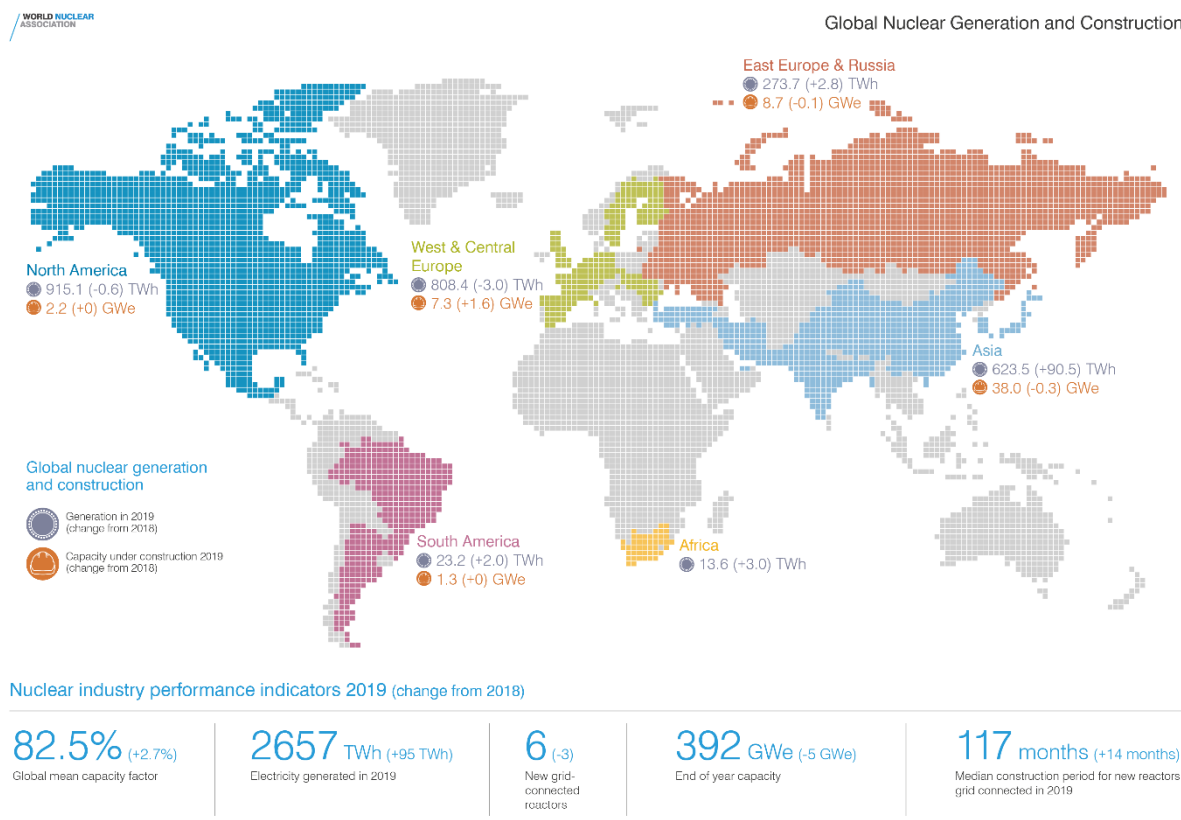 WORLD NUCLEAR
ASSOCIATION
Global Nuclear Generation and Construction
East Europe & Russia
273.7 (+2.8) TWh
8.7 (-0.1) GWe
West & Central
Europe
808.4 (-3.0) TWh
7.3 (+1.6) GWe
North America
915.1 (-0.6) TWh
2.2 (+0) GWe
Asia
623.5 (+90.5) TWh
38.0 (-0.3) GWe
Global nuclear generation
and construction
Generation in 2019
(change from 2018)
Capacity under construction 2019
(change from 2018)
South America
23.2 (+2.0) TWh
1.3 (+0) GWe
Africa
13.6 (+3.0) TWh
Nuclear industry performance indicators 2019 (change from 2018)
82.5% (+2.7%)
Global mean capacity factor
2657 TWh (+95 TWh)
Electricity generated in 2019
6 (-3)
New grid-
connected
reactors
392 GWe (-5 GWe)
End of year capacity
117 months (+14 months)
Median construction period for new reactors
grid connected in 2019